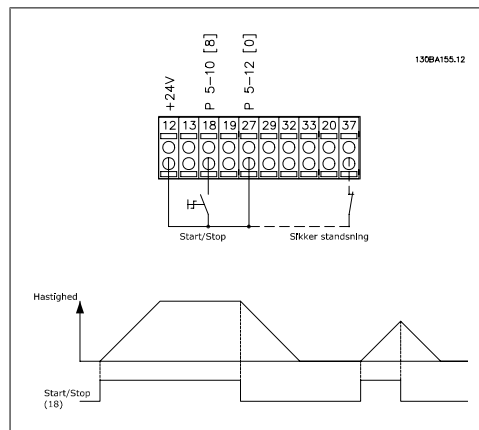 130BA155.12
+24V
P 5-10 [8]
P 5-12 [0]
12 13 18 19 27 29 32 33 20 37
Start/Stop
Sikker standsning
Hastighed
Start/Stop
(18)